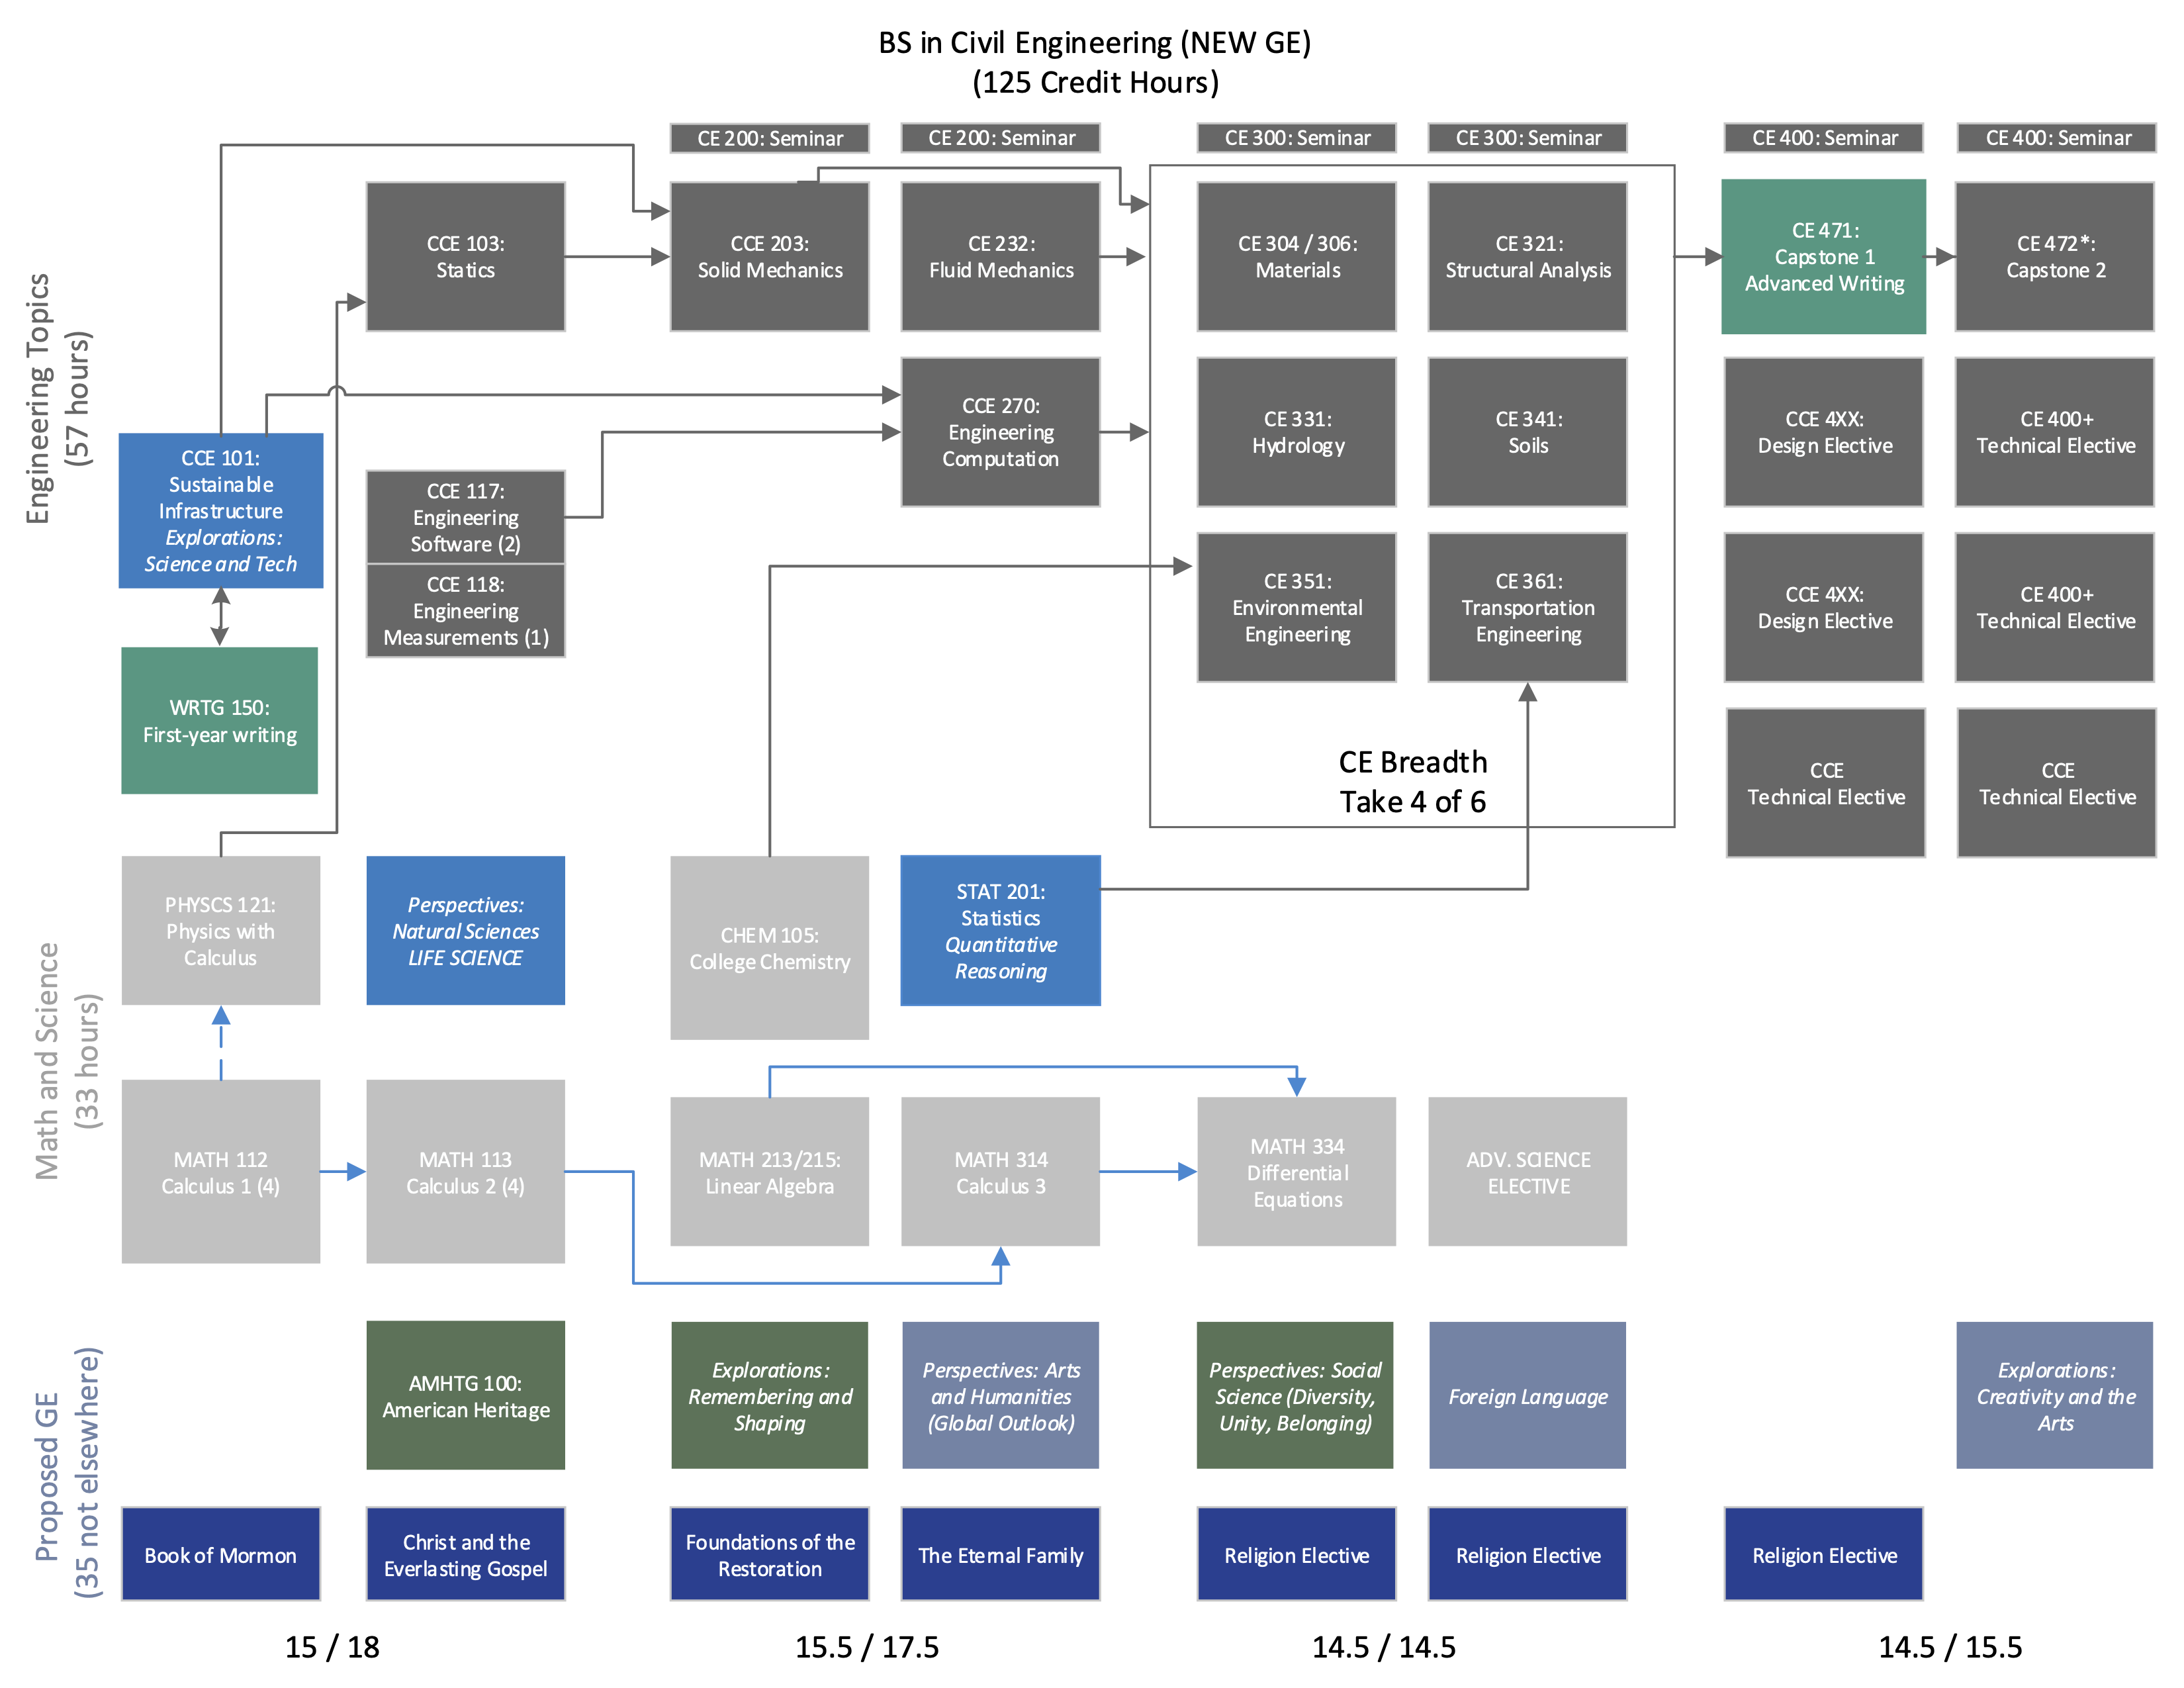 BS in Civil Engineering (NEW GE)
(125 Credit Hours)
CE 200: Seminar
CE 200: Seminar
CE 300: Seminar
CE 300: Seminar
CE 400: Seminar
CE 400: Seminar
Engineering Topics
(57 hours)
CCE 103:
Statics
CCE 203:
Solid Mechanics
CE 232:
Fluid Mechanics
CE 304 / 306:
Materials
CE 321:
Structural Analysis
CE 471:
Capstone 1
Advanced Writing
CE 472*:
Capstone 2
CCE 101:
Sustainable
Infrastructure
Explorations:
Science and Tech
CCE 117:
Engineering
Software (2)
CCE 118:
Engineering
Measurements (1)
CCE 270:
Engineering
Computation
CE 331:
Hydrology
CE 341:
Soils
CCE 4XX:
Design Elective
CE 400+
Technical Elective
CE 351:
Environmental
Engineering
CE 361:
Transportation
Engineering
CCE 4XX:
Design Elective
CE 400+
Technical Elective
WRTG 150:
First-year writing
CE Breadth
Take 4 of 6
CCE
Technical Elective
CCE
Technical Elective
Math and Science
(33 hours)
PHYSCS 121:
Physics with
Calculus
Perspectives:
Natural Sciences
LIFE SCIENCE
CHEM 105:
College Chemistry
STAT 201:
Statistics
Quantitative
Reasoning
MATH 112
Calculus 1 (4)
MATH 113
Calculus 2 (4)
MATH 213/215:
Linear Algebra
MATH 314
Calculus 3
MATH 334
Differential
Equations
ADV. SCIENCE
ELECTIVE
Proposed GE
(35 not elsewhere)
AMHTG 100:
American Heritage
Explorations:
Remembering and
Shaping
Perspectives: Arts
and Humanities
(Global Outlook)
Perspectives: Social
Science (Diversity,
Unity, Belonging)
Foreign Language
Explorations:
Creativity and the
Arts
Book of Mormon
Christ and the
Everlasting Gospel
Foundations of the
Restoration
The Eternal Family
Religion Elective
Religion Elective
Religion Elective
15 / 18
15.5 / 17.5
14.5 / 14.5
14.5 / 15.5